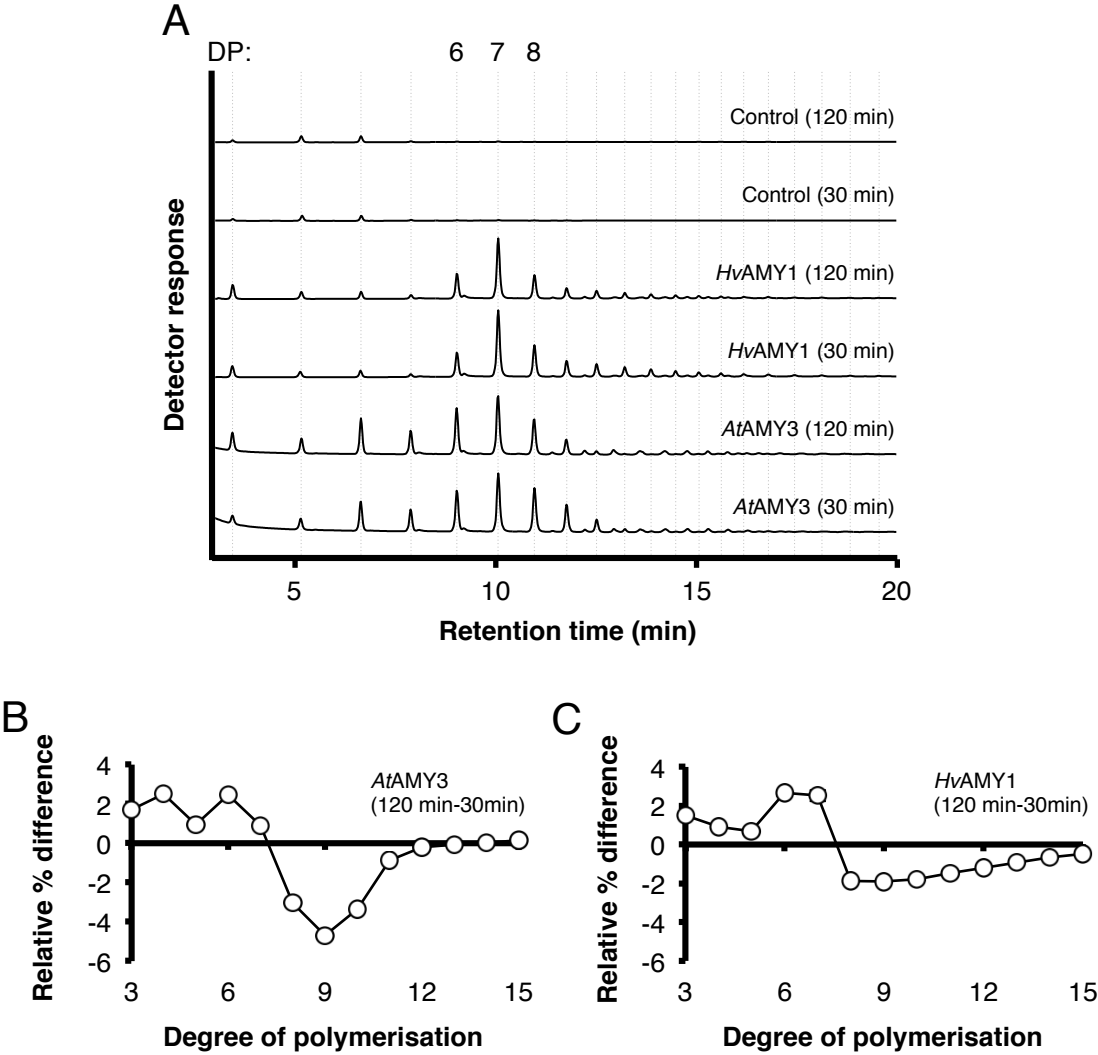 A
DP: 6 7 8
Control (120 min)
Control (30 min)
HvAMY1 (120 min)
HvAMY1 (30 min)
AtAMY3 (120 min)
AtAMY3 (30 min)
Detector response
5 10 15 20
Retention time (min)
B
Relative % difference
4
2
0
-2
-4
-6
AtAMY3
(120 min-30min)
3 6 9 12 15
Degree of polymerisation
C
Relative % difference
4
2
0
-2
-4
-6
HvAMY1
(120 min-30min)
3 6 9 12 15
Degree of polymerisation